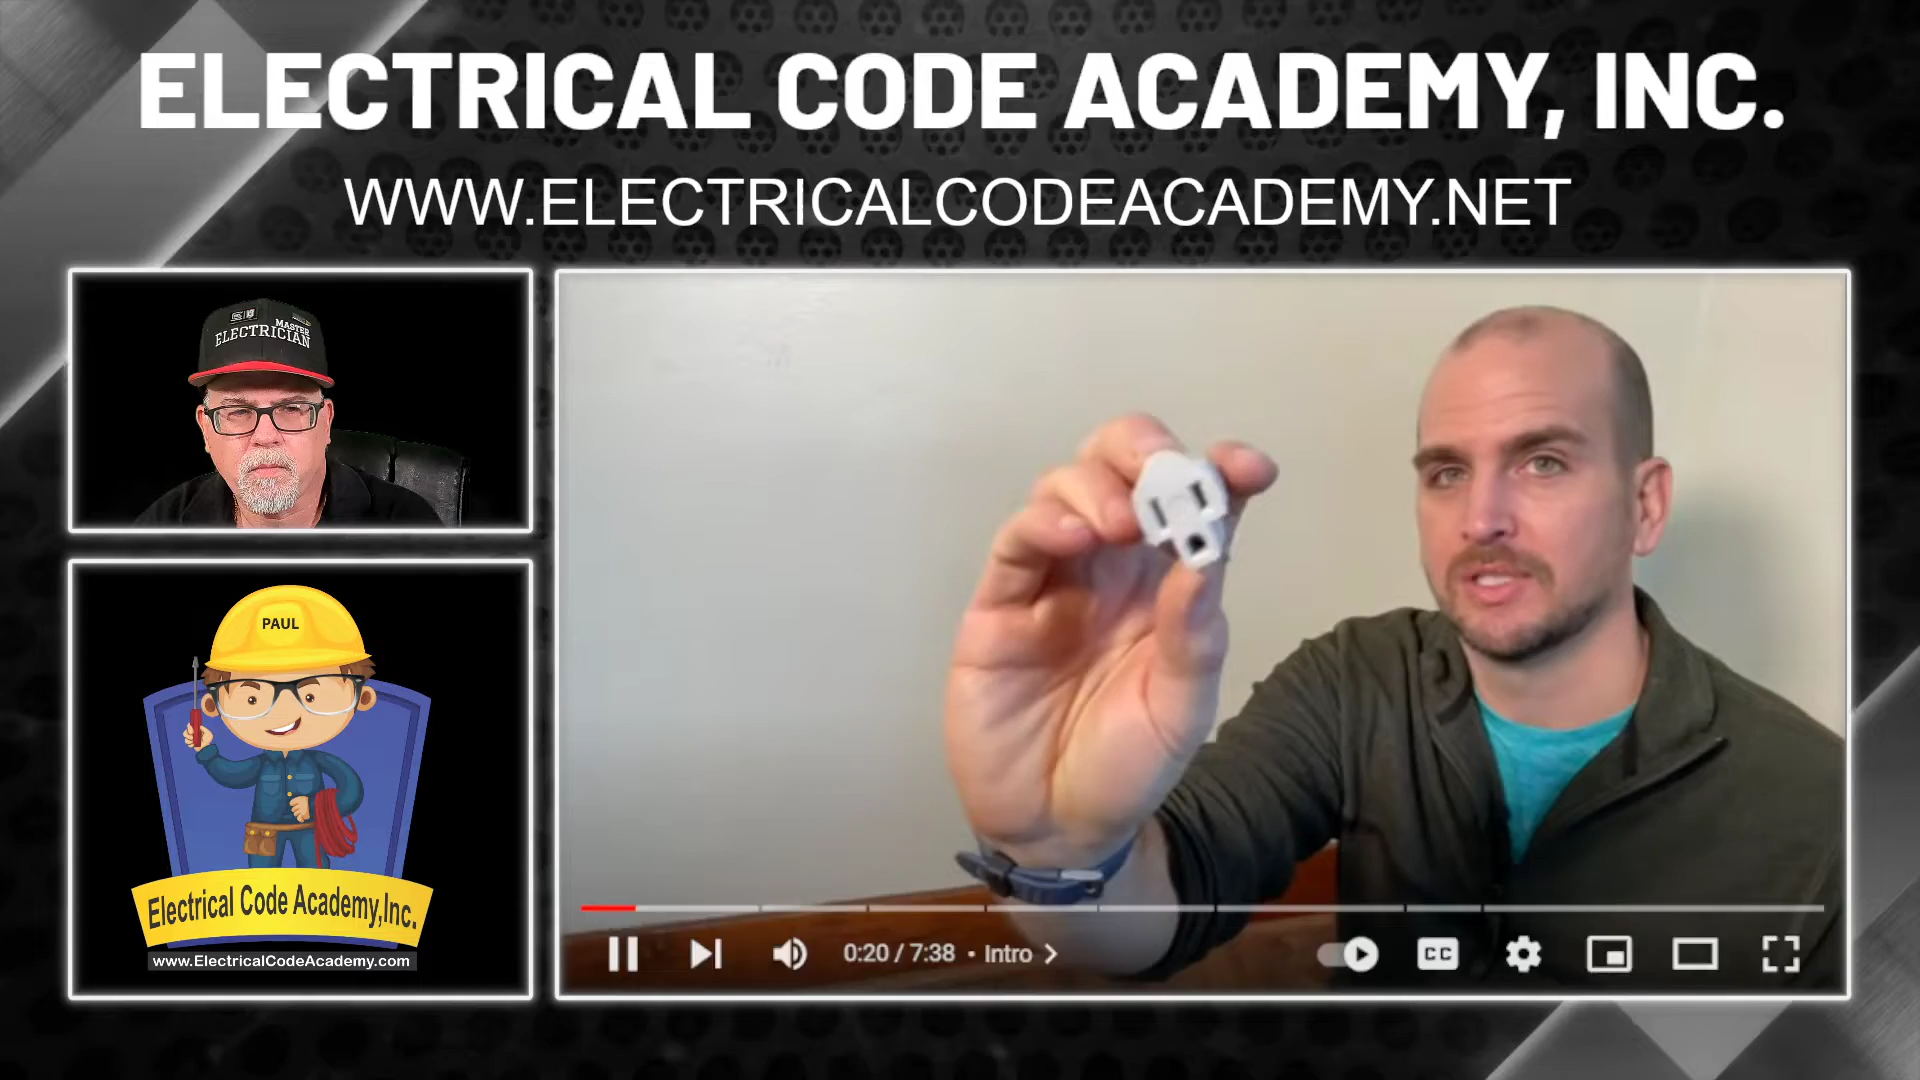 ELECTRICAL CODE ACADEMY, INC.
WWW.ELECTRICALCODEACADEMY.NET
MASTER
ELECTRICIAN
PAUL
Electrical Code Academy,Inc.
www.ElectricalCodeAcademy.com
0:20 / 7:38 • Intro >
CC